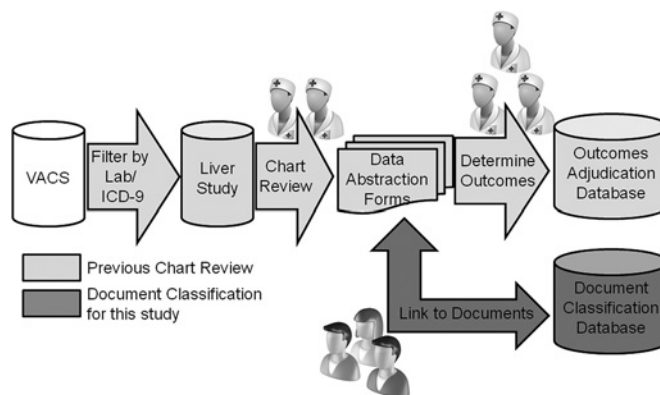 VACS
Filter by
Lab/
ICD-9
Liver
Study
Chart
Review
Data
Abstraction
Forms
Determine
Outcomes
Outcomes
Adjudication
Database
Previous Chart Review
Document Classification
for this study
Link to Documents
Document
Classification
Database